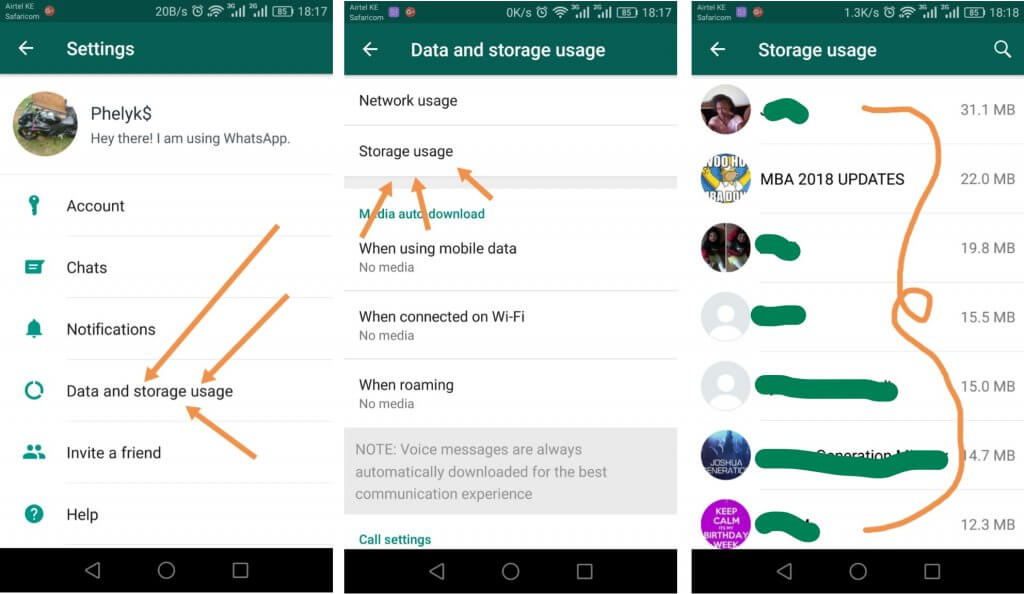 Airtel KE
Safaricom
20B/s
3G
2G
85
18:17
Settings
Phelyk$
Hey there! I am using WhatsApp.
Account
Chats
Notifications
Data and storage usage
Invite a friend
Help
Airtel KE
Safaricom
0K/s
3G
2G
85
18:17
Data and storage usage
Network usage
Storage usage
Media auto download
When using mobile data
No media
When connected on Wi-Fi
No media
When roaming
No media
NOTE: Voice messages are always
automatically downloaded for the best
communication experience
Call settings
Airtel KE
Safaricom
1.3K/s
3G
2G
85
18:18
Storage usage
31.1 MB
MBA 2018 UPDATES
22.0 MB
19.8 MB
15.5 MB
15.0 MB
JOSHUA
GENERATION
14.7 MB
KEEP
CALM
ITS MY
BIRTHDAY
WEEK
12.3 MB